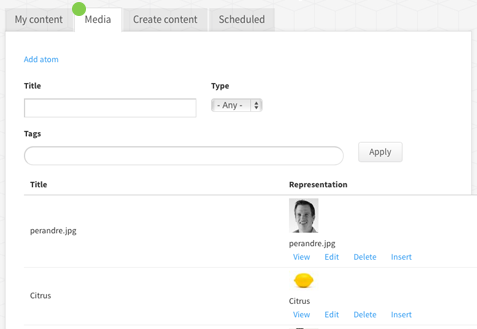 My content Media Create content Scheduled
Add atom
Title Type
- Any -
Tags
Apply
Title Representation
perandre.jpg
perandre.jpg
View Edit Delete Insert
Citrus
Citrus
View Edit Delete Insert